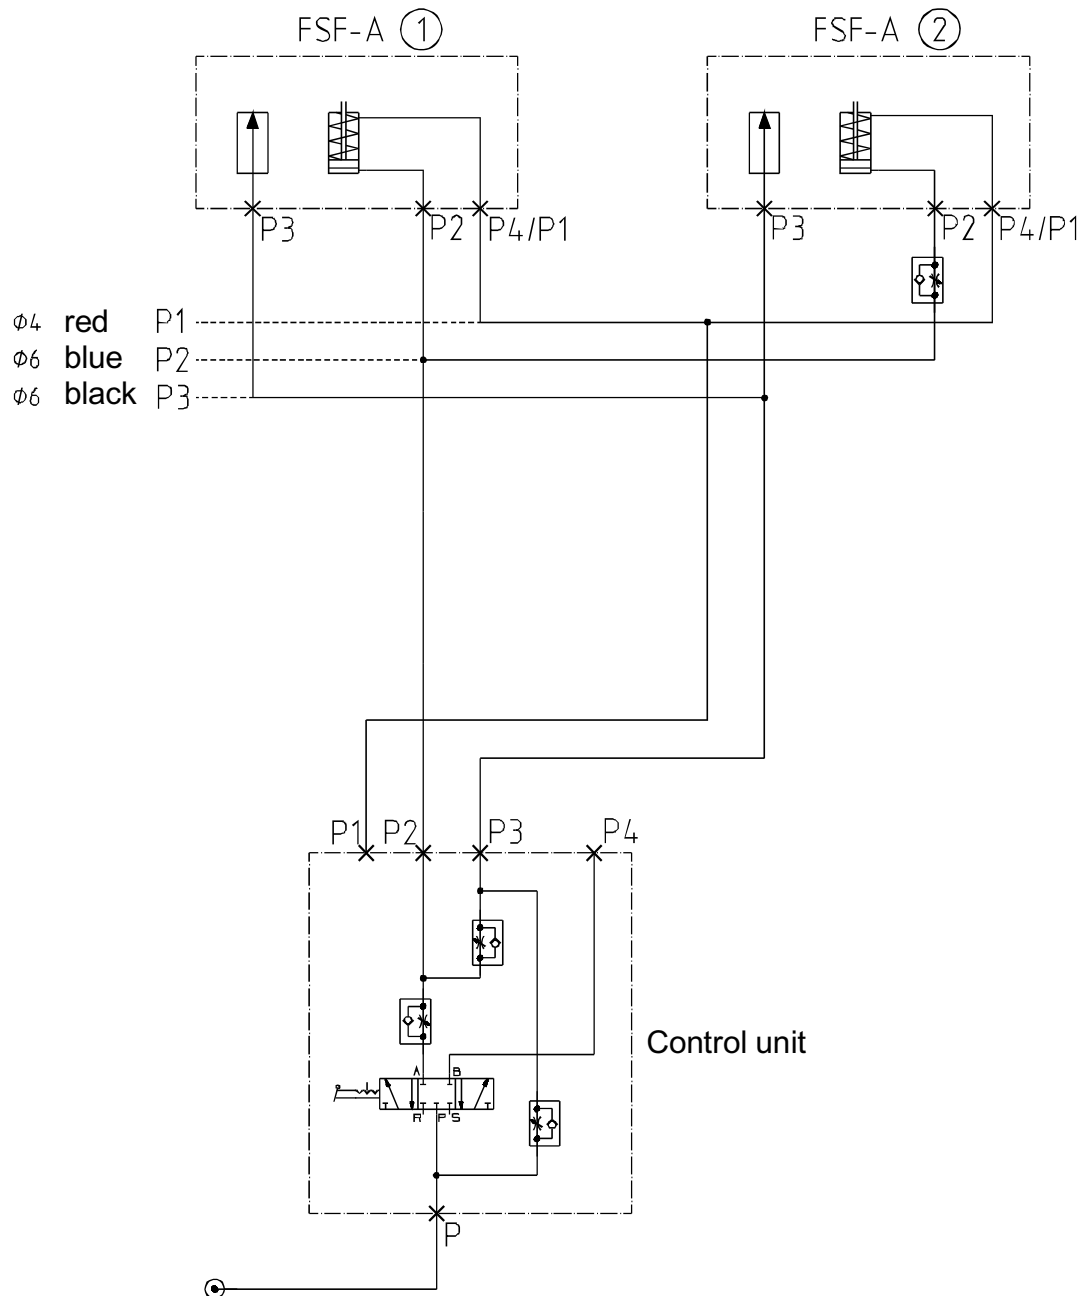 FSF-A 1
FSF-A 2
P3 P2 P4/P1
P3 P2 P4/P1
φ4 red P1
φ6 blue P2
φ6 black P3
P1 P2 P3 P4
Control unit
A B
R P S
P